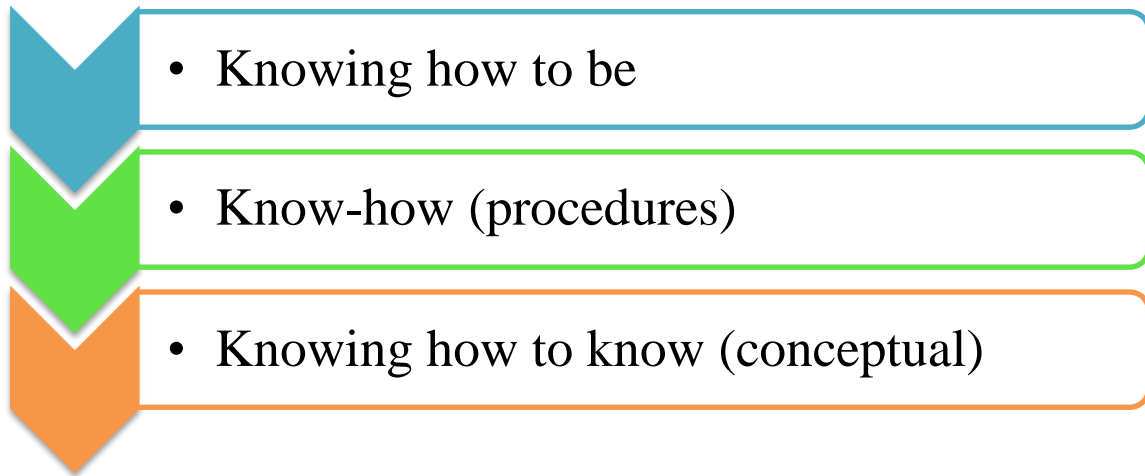 • Knowing how to be
• Know-how (procedures)
• Knowing how to know (conceptual)